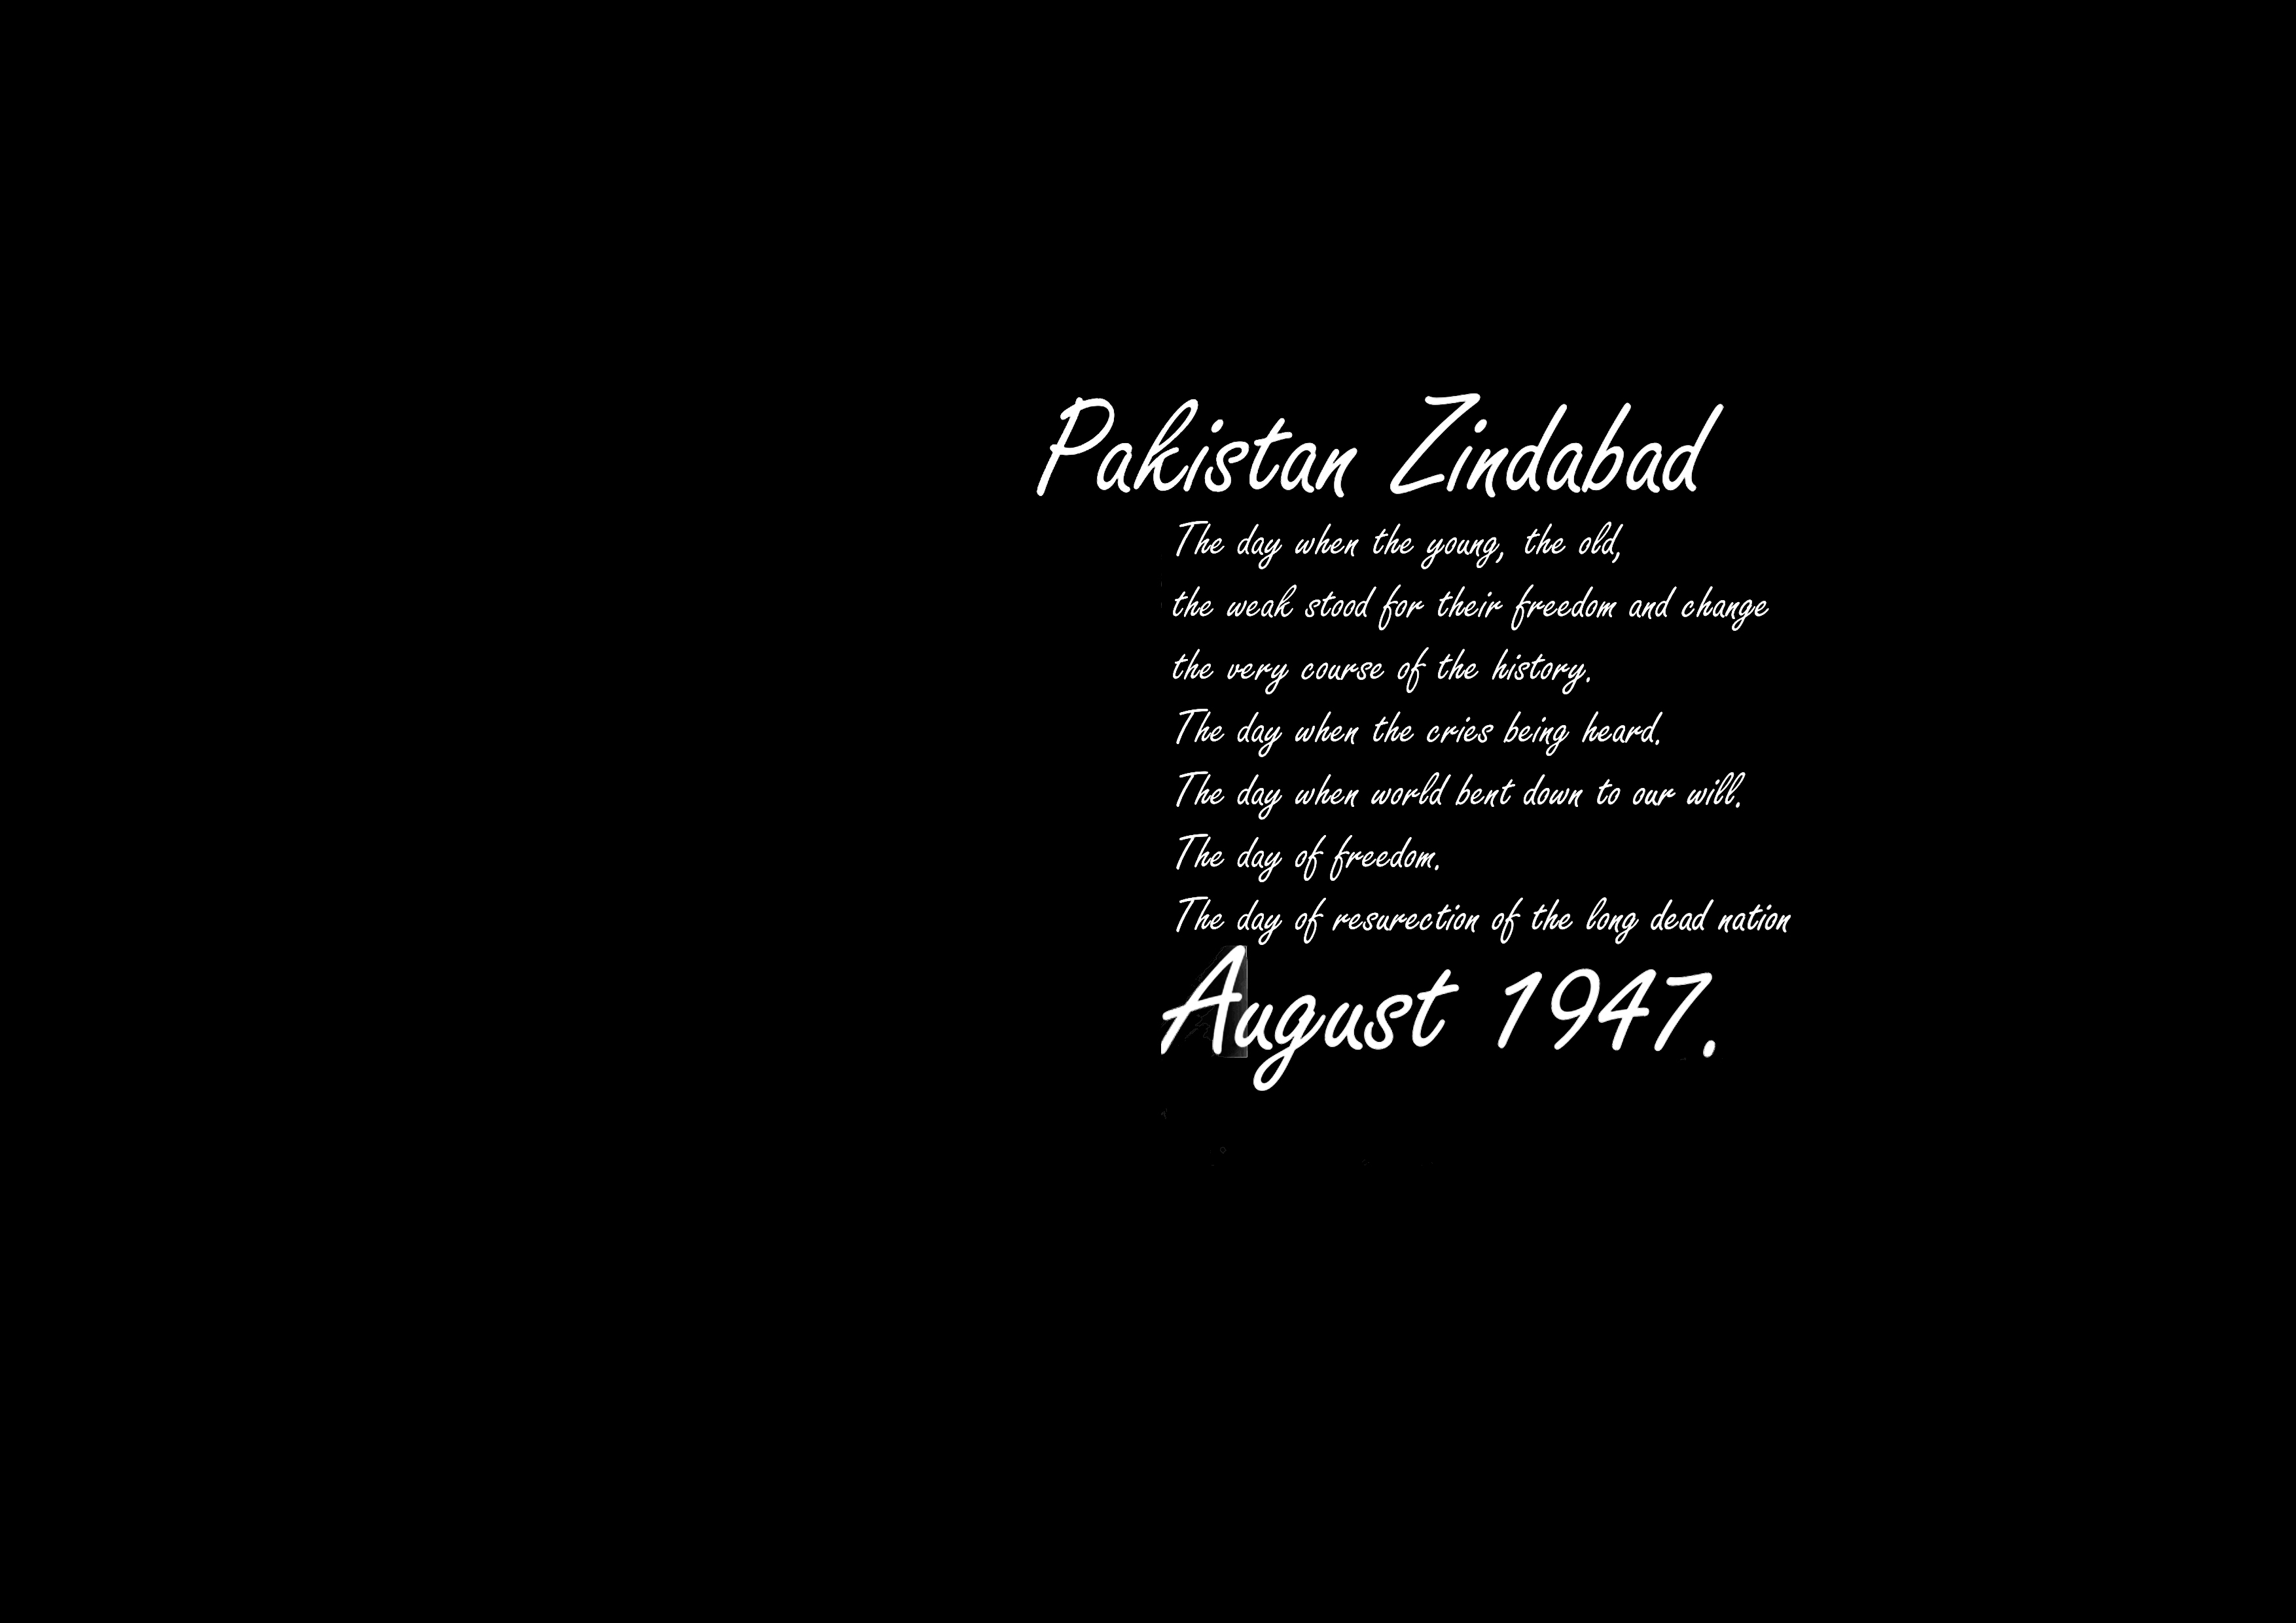 Pakistan Zindabad
The day when the young, the old,
the weak stood for their freedom and change
the very course of the history.
The day when the cries being heard.
The day when world bent down to our will.
The day of freedom.
The day of resurection of the long dead nation
August 1947.